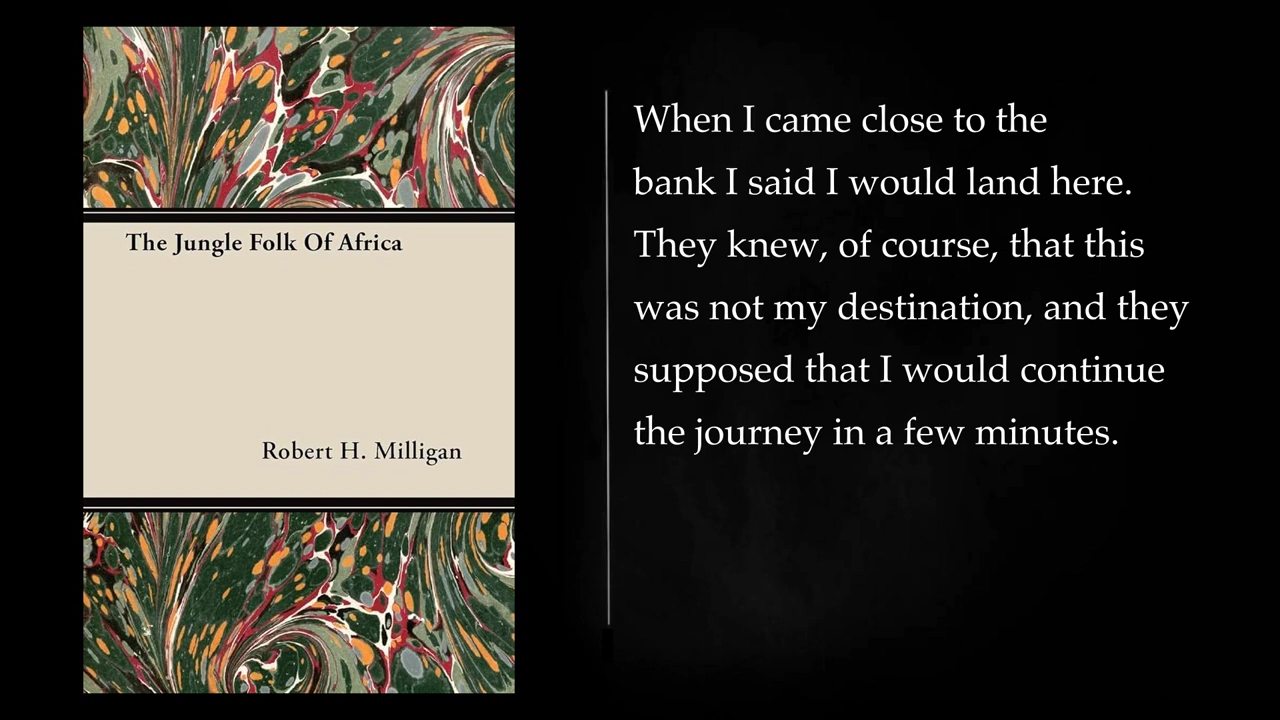 The Jungle Folk Of Africa
Robert H. Milligan
When I came close to the
bank I said I would land here.
They knew, of course, that this
was not my destination, and they
supposed that I would continue
the journey in a few minutes.